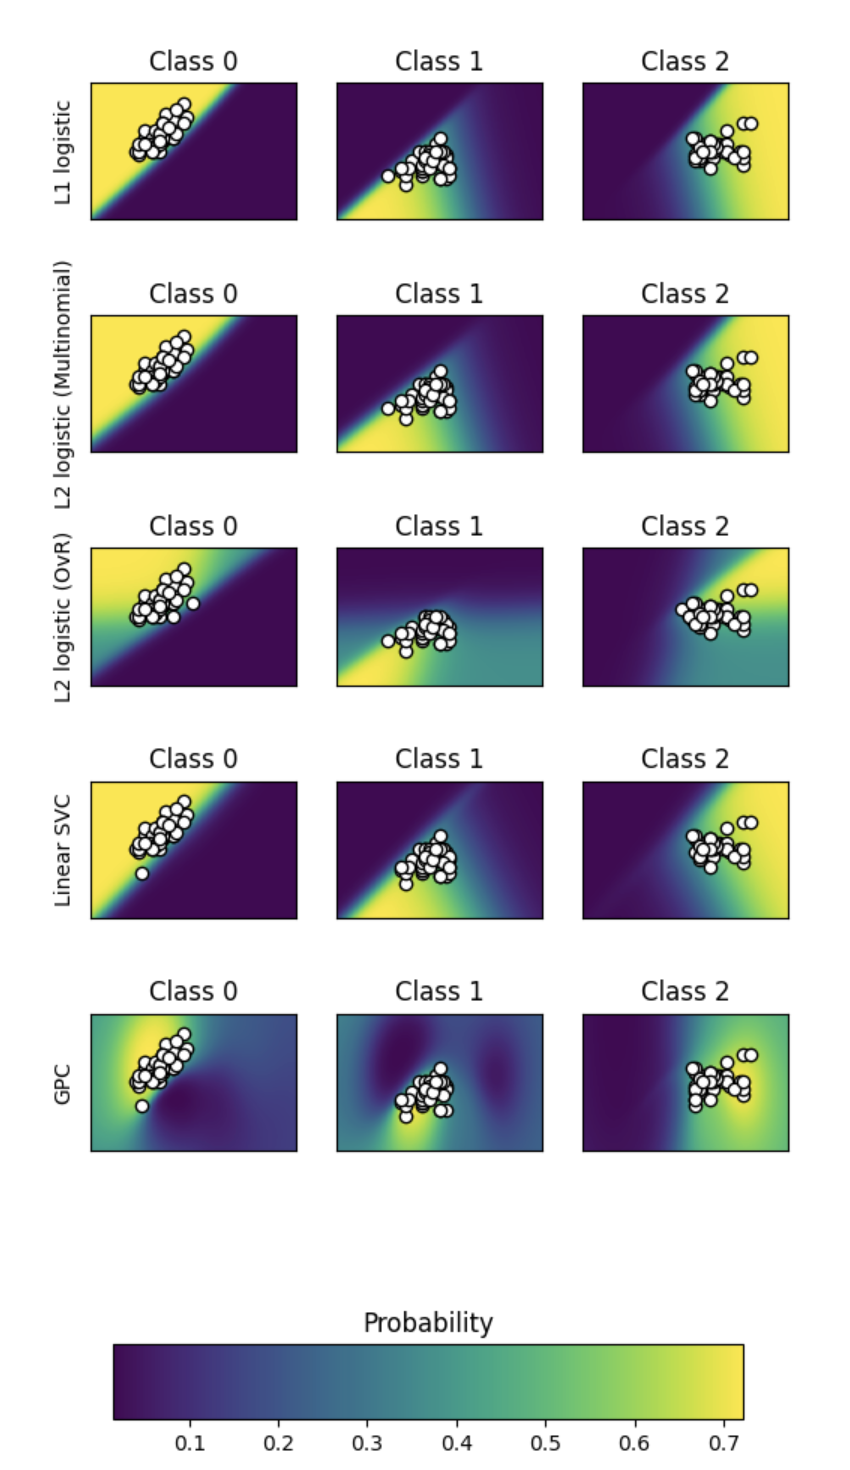 Class 0 Class 1 Class 2
L1 logistic
Class 0 Class 1 Class 2
L2 logistic (Multinomial)
Class 0 Class 1 Class 2
L2 logistic (OvR)
Class 0 Class 1 Class 2
Linear SVC
Class 0 Class 1 Class 2
GPC
Probability
0.1 0.2 0.3 0.4 0.5 0.6 0.7